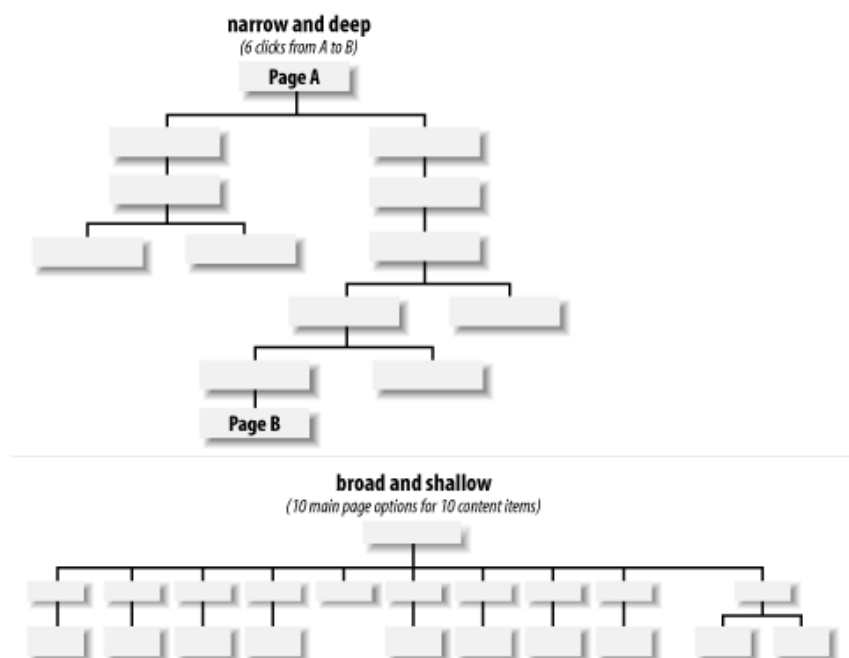 narrow and deep
(6 clicks from A to B)
Page A
Page B
broad and shallow
(10 main page options for 10 content items)